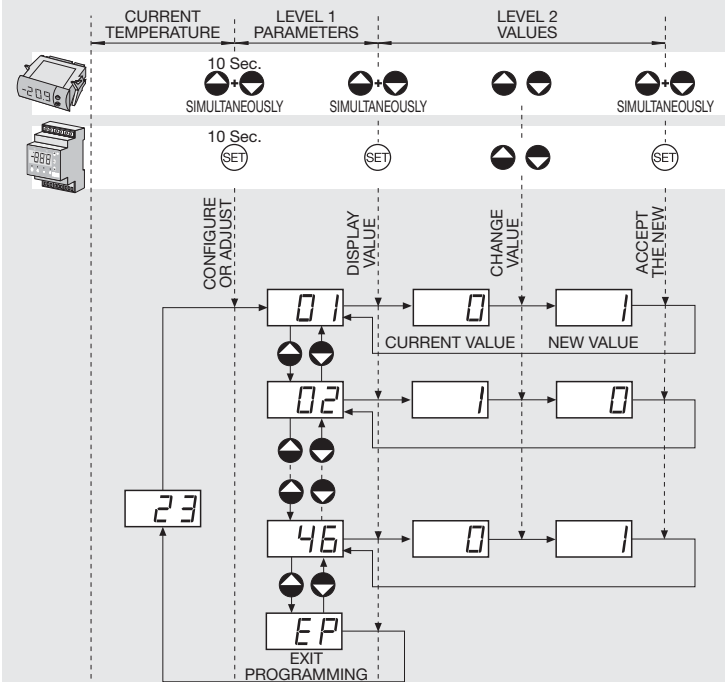 CURRENT TEMPERATURE
LEVEL 1 PARAMETERS
LEVEL 2 VALUES
-20.9
10 Sec.
+
SIMULTANEOUSLY
+
SIMULTANEOUSLY
+
SIMULTANEOUSLY
-888
10 Sec.
SET
SET
SET
CONFIGURE OR ADJUST
DISPLAY VALUE
CHANGE VALUE
ACCEPT THE NEW
01
0
1
CURRENT VALUE
NEW VALUE
02
1
0
23
46
0
1
EP
EXIT PROGRAMMING